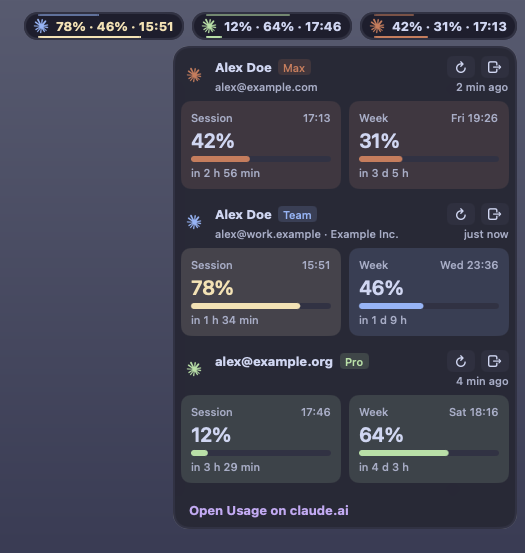 78% · 46% · 15:51
12% · 64% · 17:46
42% · 31% · 17:13
Alex Doe Max
alex@example.com 2 min ago
Session 17:13
42%
in 2 h 56 min
Week Fri 19:26
31%
in 3 d 5 h
Alex Doe Team
alex@work.example · Example Inc. just now
Session 15:51
78%
in 1 h 34 min
Week Wed 23:36
46%
in 1 d 9 h
alex@example.org Pro
4 min ago
Session 17:46
12%
in 3 h 29 min
Week Sat 18:16
64%
in 4 d 3 h
Open Usage on claude.ai